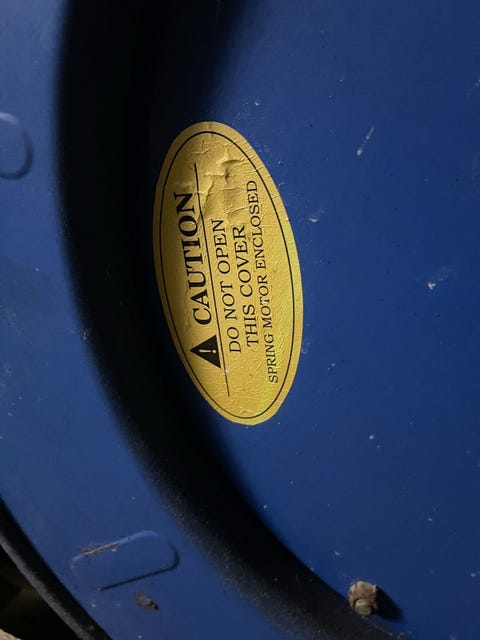 CAUTION
DO NOT OPEN
THIS COVER
SPRING MOTOR ENCLOSED